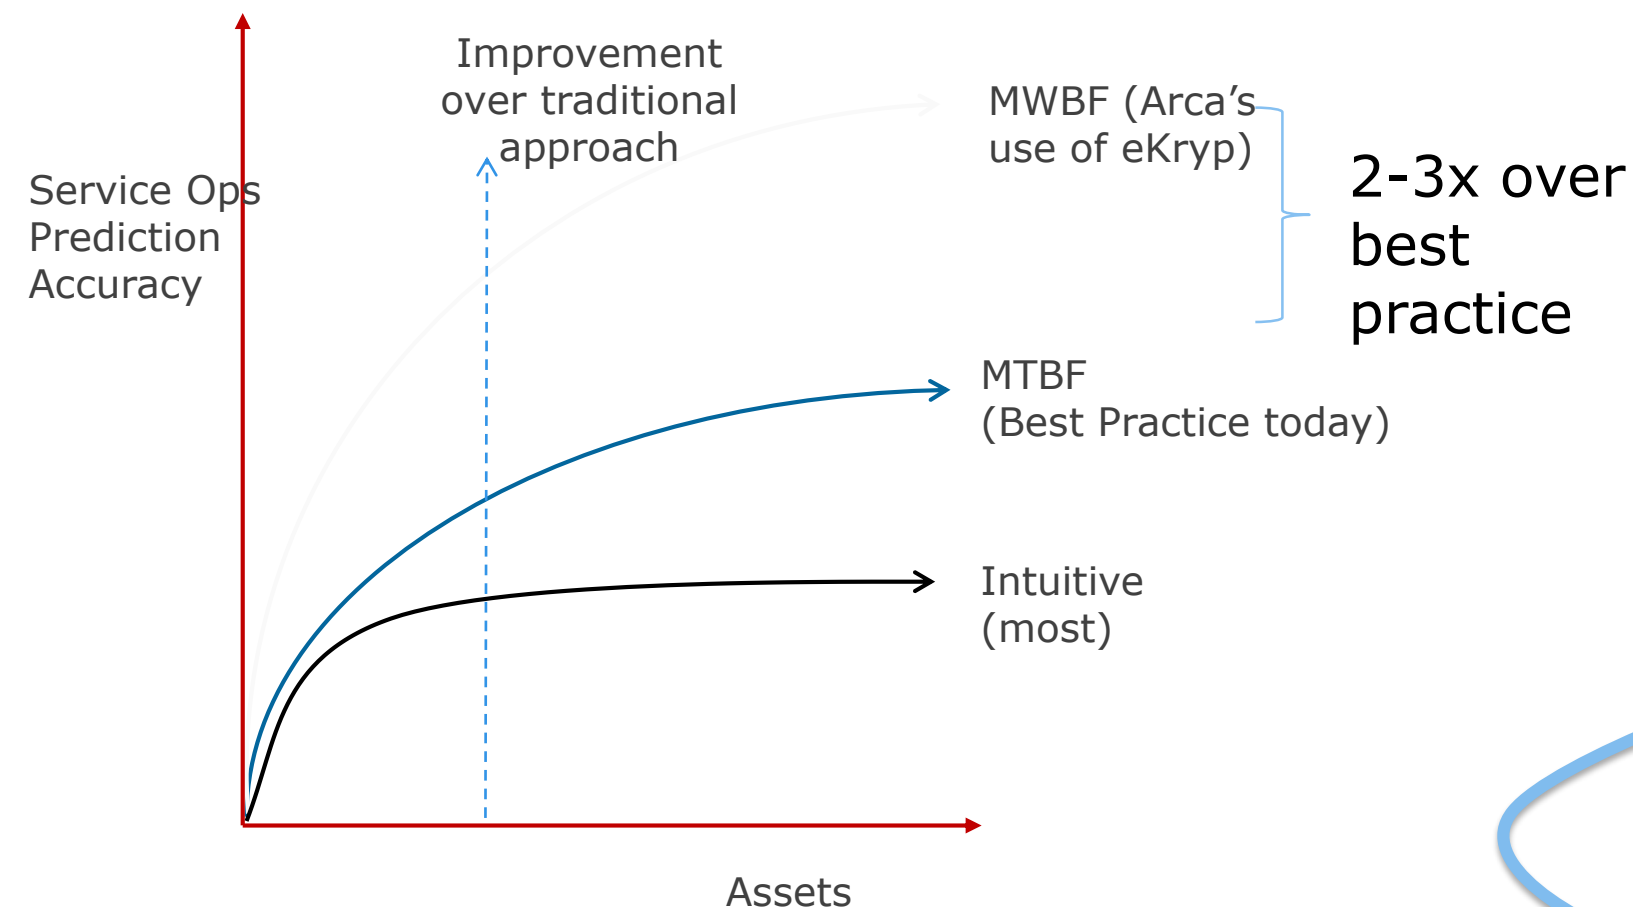 Improvement
over traditional
approach
MWBF (Arca’s
use of eKryp)
2-3x over
best
practice
Service Ops
Prediction
Accuracy
MTBF
(Best Practice today)
Intuitive
(most)
Assets